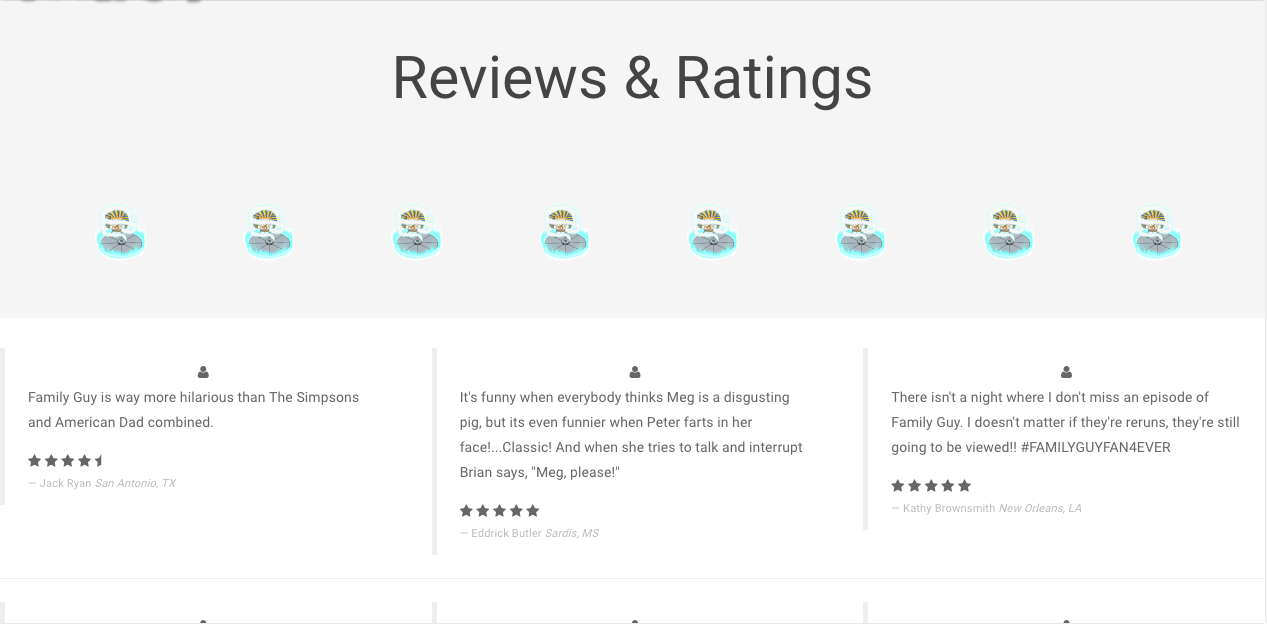 Reviews & Ratings
Family Guy is way more hilarious than The Simpsons
and American Dad combined.
— Jack Ryan San Antonio, TX
It's funny when everybody thinks Meg is a disgusting
pig, but its even funnier when Peter farts in her
face!...Classic! And when she tries to talk and interrupt
Brian says, "Meg, please!"
— Eddrick Butler Sardis, MS
There isn't a night where I don't miss an episode of
Family Guy. I doesn't matter if they're reruns, they're still
going to be viewed!! #FAMILYGUYFAN4EVER
— Kathy Brownsmith New Orleans, LA